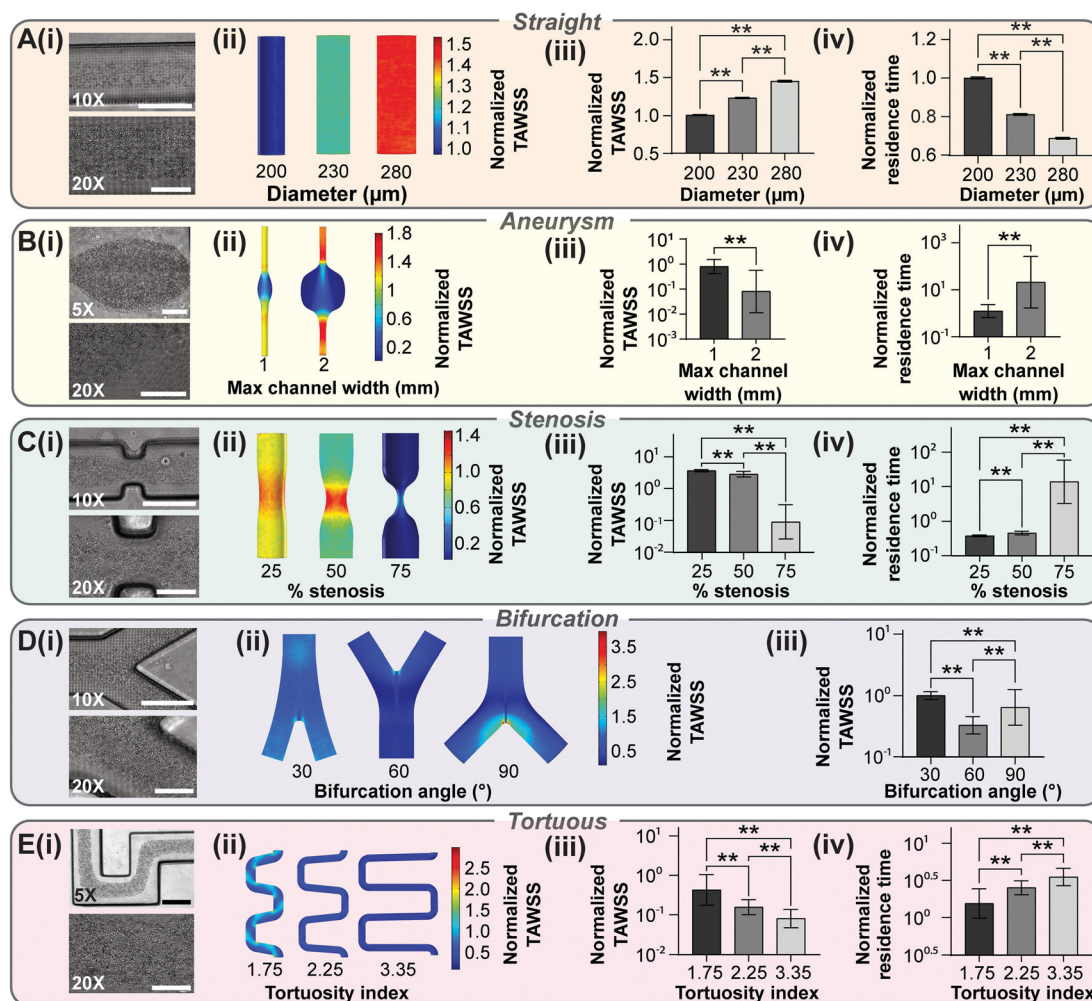 Straight
A(i)
10X
20X
(ii)
1.5
1.4
1.3
1.2
1.1
1.0
Normalized
TAWSS
200 230 280
Diameter (µm)
(iii)
Normalized
TAWSS
2.0
1.5
1.0
0.5
**
** **
200 230 280
Diameter (µm)
(iv)
Normalized
residence time
1.0
0.8
0.6
**
** **
200 230 280
Diameter (µm)
Aneurysm
B(i)
5X
20X
(ii)
1.8
1.4
1.0
0.6
0.2
Normalized
TAWSS
1 2
Max channel width (mm)
(iii)
Normalized
TAWSS
10¹
10⁰
10⁻¹
10⁻²
10⁻³
**
1 2
Max channel
width (mm)
(iv)
Normalized
residence time
10³
10¹
10⁻¹
**
1 2
Max channel
width (mm)
Stenosis
C(i)
10X
20X
(ii)
1.4
1.0
0.6
0.2
Normalized
TAWSS
25 50 75
% stenosis
(iii)
Normalized
TAWSS
10²
10¹
10⁰
10⁻¹
10⁻²
**
** **
25 50 75
% stenosis
(iv)
Normalized
residence time
10²
10¹
10⁰
10⁻¹
**
** **
25 50 75
% stenosis
Bifurcation
D(i)
10X
20X
(ii)
3.5
2.5
1.5
0.5
Normalized
TAWSS
30 60 90
Bifurcation angle (°)
(iii)
Normalized
TAWSS
10¹
10⁰
10⁻¹
**
** **
30 60 90
Bifurcation angle (°)
Tortuous
E(i)
5X
20X
(ii)
2.5
2.0
1.5
1.0
0.5
Normalized
TAWSS
1.75 2.25 3.35
Tortuosity index
(iii)
Normalized
TAWSS
10¹
10⁰
10⁻¹
10⁻²
**
** **
1.75 2.25 3.35
Tortuosity index
(iv)
Normalized
residence time
10¹
10⁰·⁵
10⁰
10⁰·⁵
**
** **
1.75 2.25 3.35
Tortuosity index